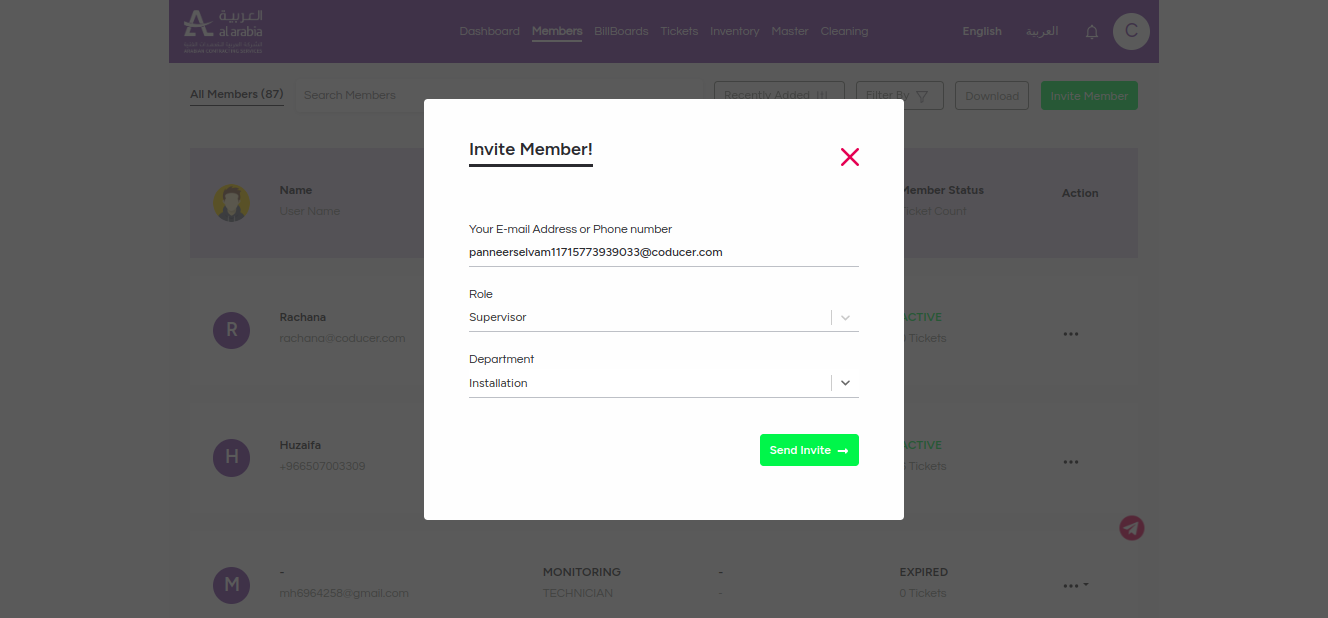 العربية
al arabia
Dashboard Members BillBoards Tickets Inventory Master Cleaning English العربية C
All Members (87) Search Members Recently Added Filter By Download Invite Member
Invite Member!
Name
User Name
Member Status
Ticket Count
Action
Your E-mail Address or Phone number
panneerselvam11715773939033@coducer.com
Role
Supervisor
Department
Installation
Send Invite →
R
Rachana
rachana@coducer.com
ACTIVE
Tickets
H
Huzaifa
+966507003309
ACTIVE
Tickets
M
-
mh6964258@gmail.com
MONITORING
TECHNICIAN
-
-
EXPIRED
0 Tickets